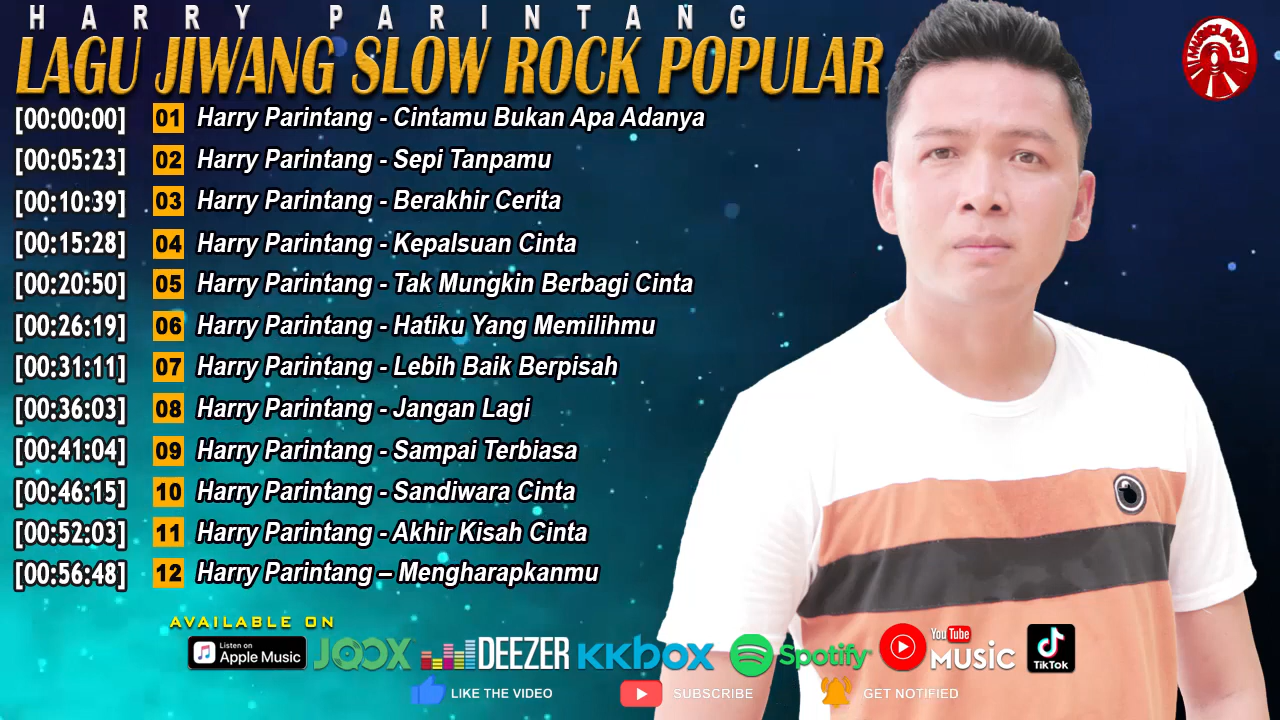 HARRY PARINTANG
LAGU JIWANG SLOW ROCK POPULAR
[00:00:00] 01 Harry Parintang - Cintamu Bukan Apa Adanya
[00:05:23] 02 Harry Parintang - Sepi Tanpamu
[00:10:39] 03 Harry Parintang - Berakhir Cerita
[00:15:28] 04 Harry Parintang - Kepalsuan Cinta
[00:20:50] 05 Harry Parintang - Tak Mungkin Berbagi Cinta
[00:26:19] 06 Harry Parintang - Hatiku Yang Memilihmu
[00:31:11] 07 Harry Parintang - Lebih Baik Berpisah
[00:36:03] 08 Harry Parintang - Jangan Lagi
[00:41:04] 09 Harry Parintang - Sampai Terbiasa
[00:46:15] 10 Harry Parintang - Sandiwara Cinta
[00:52:03] 11 Harry Parintang - Akhir Kisah Cinta
[00:56:48] 12 Harry Parintang – Mengharapkanmu
AVAILABLE ON
Listen on Apple Music JOOX DEEZER KKBOX Spotify YouTube MUSIC TikTok
LIKE THE VIDEO SUBSCRIBE GET NOTIFIED